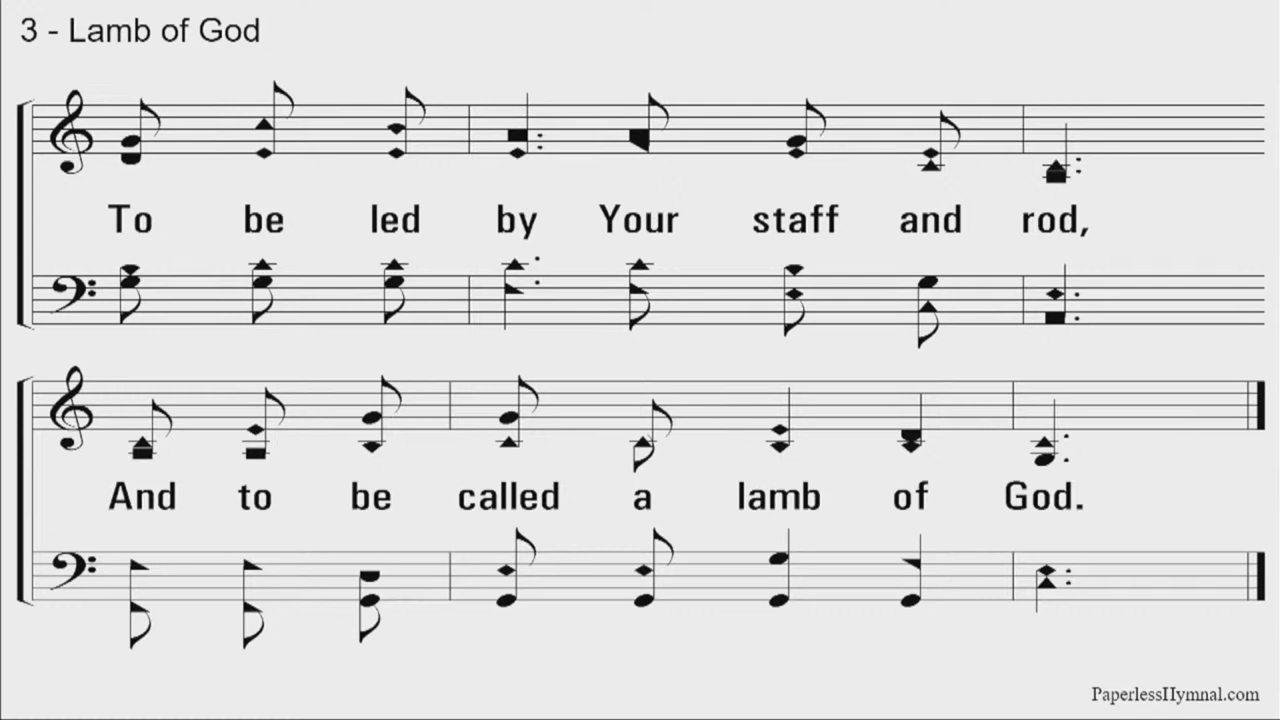 3 - Lamb of God
To be led by Your staff and rod,
And to be called a lamb of God.
PaperlessHymnal.com